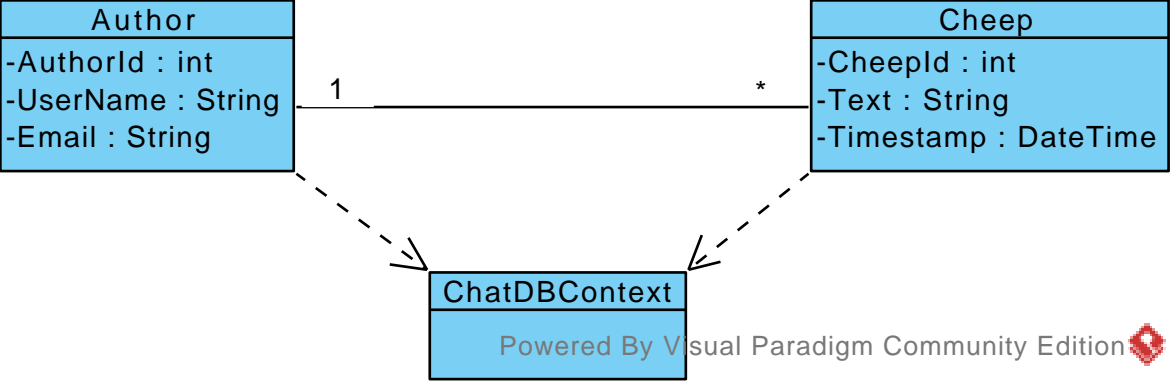 Author
-AuthorId : int
-UserName : String
-Email : String
1
*
Cheep
-CheepId : int
-Text : String
-Timestamp : DateTime
ChatDBContext
Powered By Visual Paradigm Community Edition